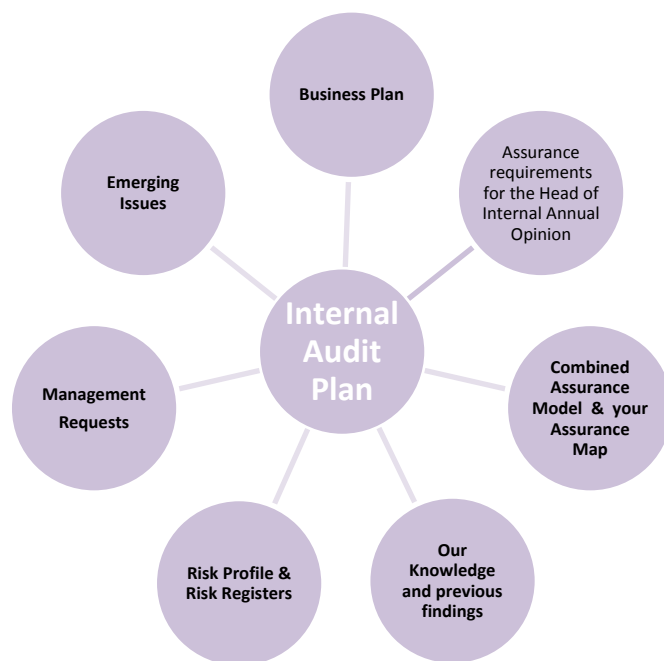 Business Plan
Assurance
requirements
for the Head of
Internal Annual
Opinion
Emerging
Issues
Internal
Audit
Plan
Combined
Assurance
Model & your
Assurance
Map
Management
Requests
Our
Knowledge
and previous
findings
Risk Profile &
Risk Registers